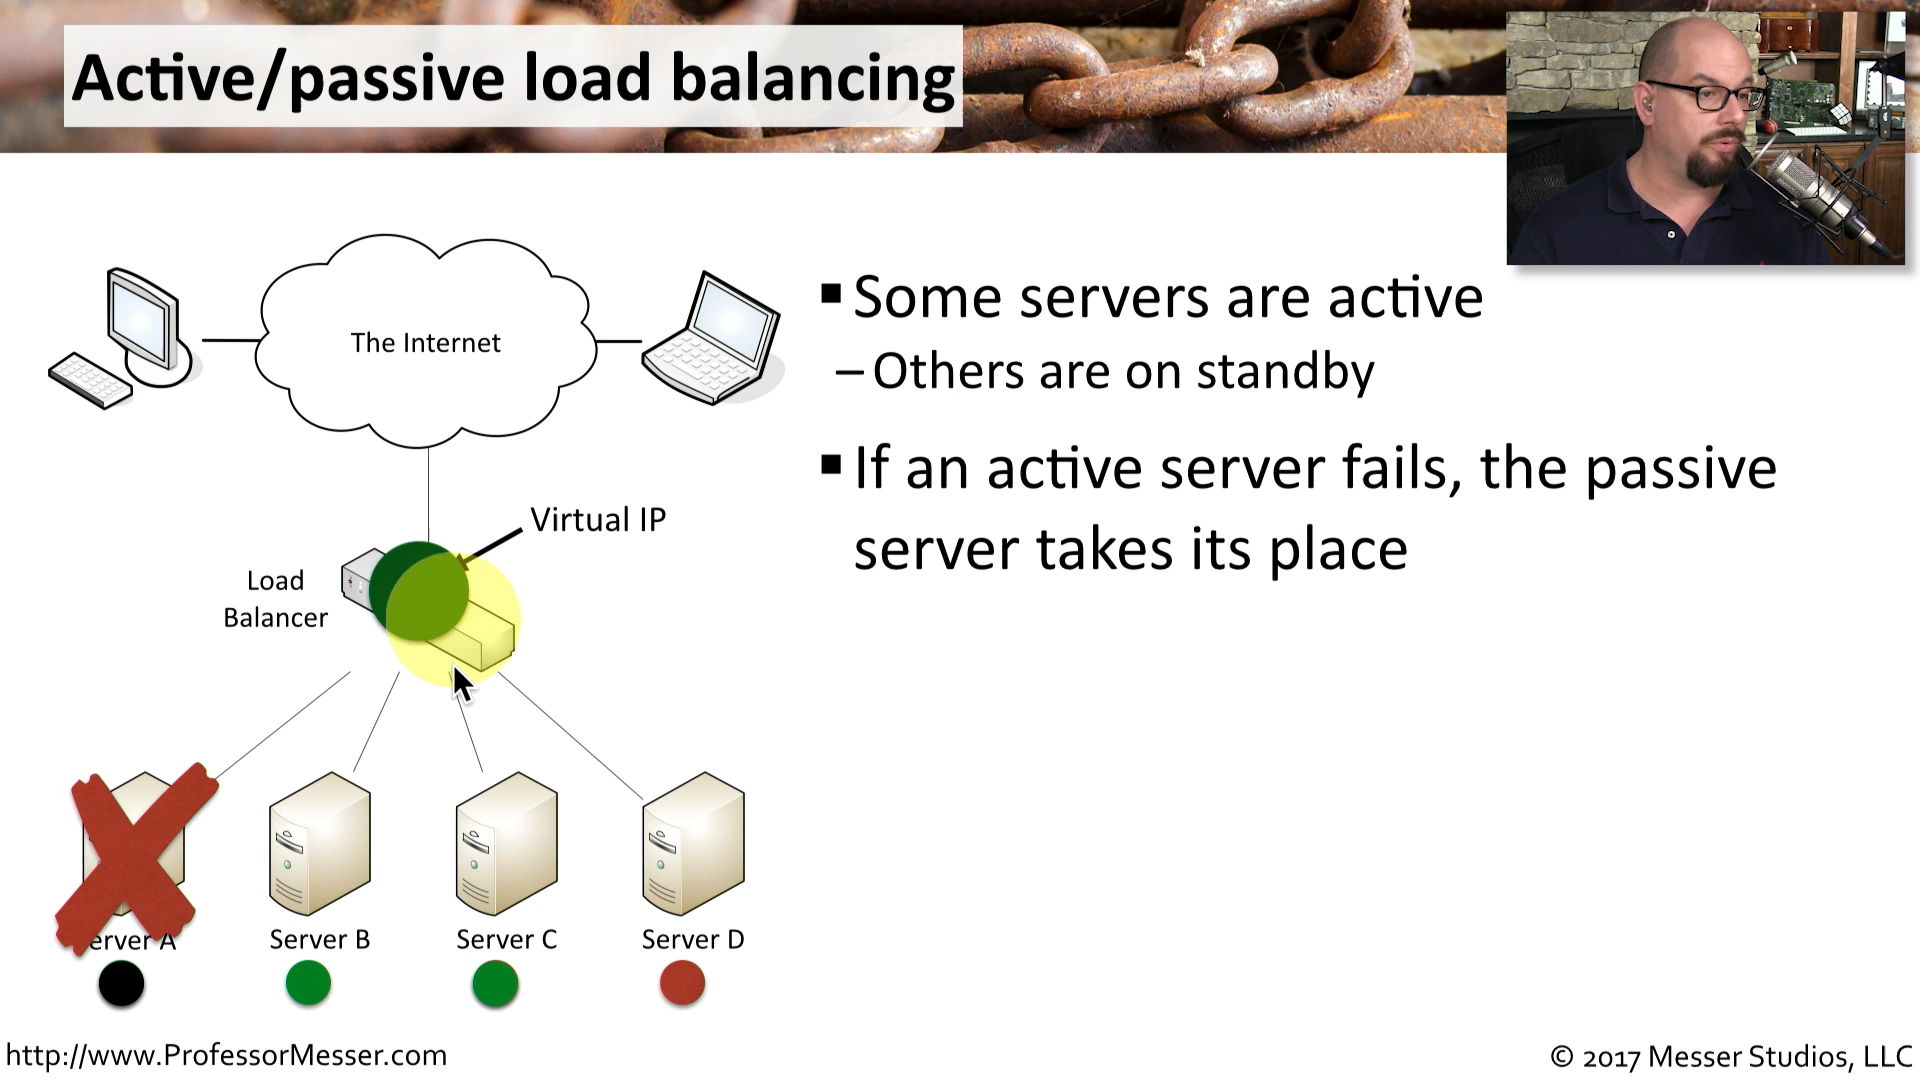 Active/passive load balancing
The Internet
Some servers are active
– Others are on standby
If an active server fails, the passive
server takes its place
Virtual IP
Load
Balancer
erver A
Server B
Server C
Server D
http://www.ProfessorMesser.com
© 2017 Messer Studios, LLC